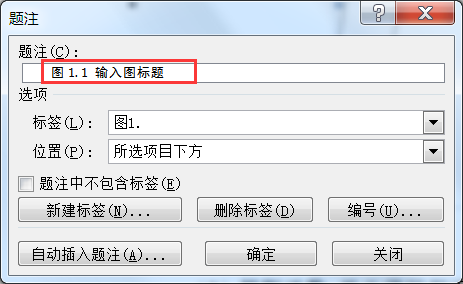 题注
题注(C):
图 1.1 输入图标题
选项
标签(L): 图1.
位置(P): 所选项目下方
题注中不包含标签(E)
新建标签(N)... 删除标签(D) 编号(U)...
自动插入题注(A)... 确定 关闭